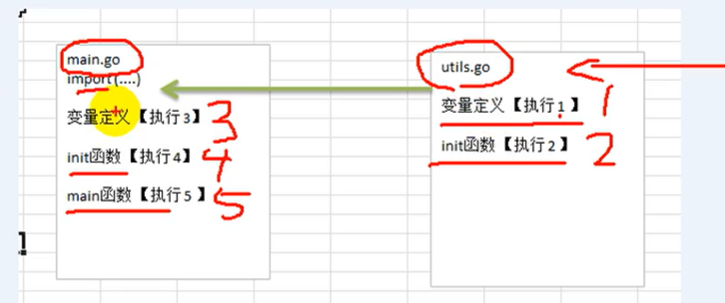 main.go
import(....)
变量定义【执行3】3
init函数【执行4】4
main函数【执行5 】5
utils.go
变量定义【执行1 】1
init函数【执行2 】2